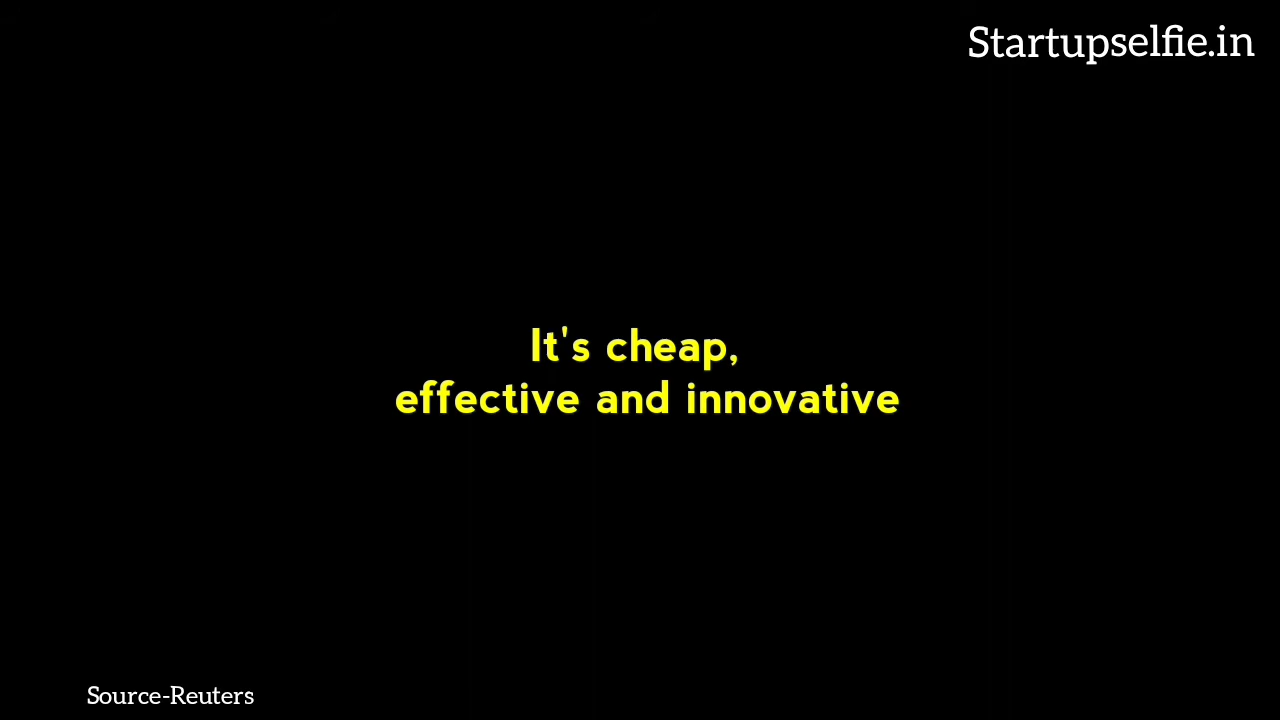 Startupselfie.in
It's cheap,
effective and innovative
Source-Reuters